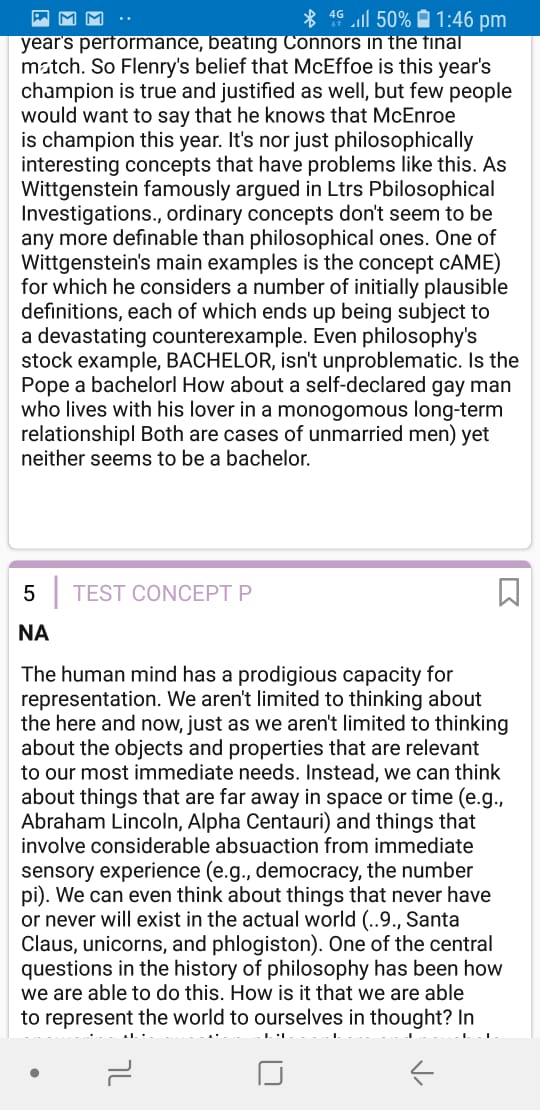 4G 50% 1:46 pm
year's performance, beating Connors in the final
match. So Flenry's belief that McEffoe is this year's
champion is true and justified as well, but few people
would want to say that he knows that McEnroe
is champion this year. It's nor just philosophically
interesting concepts that have problems like this. As
Wittgenstein famously argued in Ltrs Pbilosophical
Investigations., ordinary concepts don't seem to be
any more definable than philosophical ones. One of
Wittgenstein's main examples is the concept cAME)
for which he considers a number of initially plausible
definitions, each of which ends up being subject to
a devastating counterexample. Even philosophy's
stock example, BACHELOR, isn't unproblematic. Is the
Pope a bachelorl How about a self-declared gay man
who lives with his lover in a monogomous long-term
relationshipl Both are cases of unmarried men) yet
neither seems to be a bachelor.
5 TEST CONCEPT P
NA
The human mind has a prodigious capacity for
representation. We aren't limited to thinking about
the here and now, just as we aren't limited to thinking
about the objects and properties that are relevant
to our most immediate needs. Instead, we can think
about things that are far away in space or time (e.g.,
Abraham Lincoln, Alpha Centauri) and things that
involve considerable absuaction from immediate
sensory experience (e.g., democracy, the number
pi). We can even think about things that never have
or never will exist in the actual world (..9., Santa
Claus, unicorns, and phlogiston). One of the central
questions in the history of philosophy has been how
we are able to do this. How is it that we are able
to represent the world to ourselves in thought? In